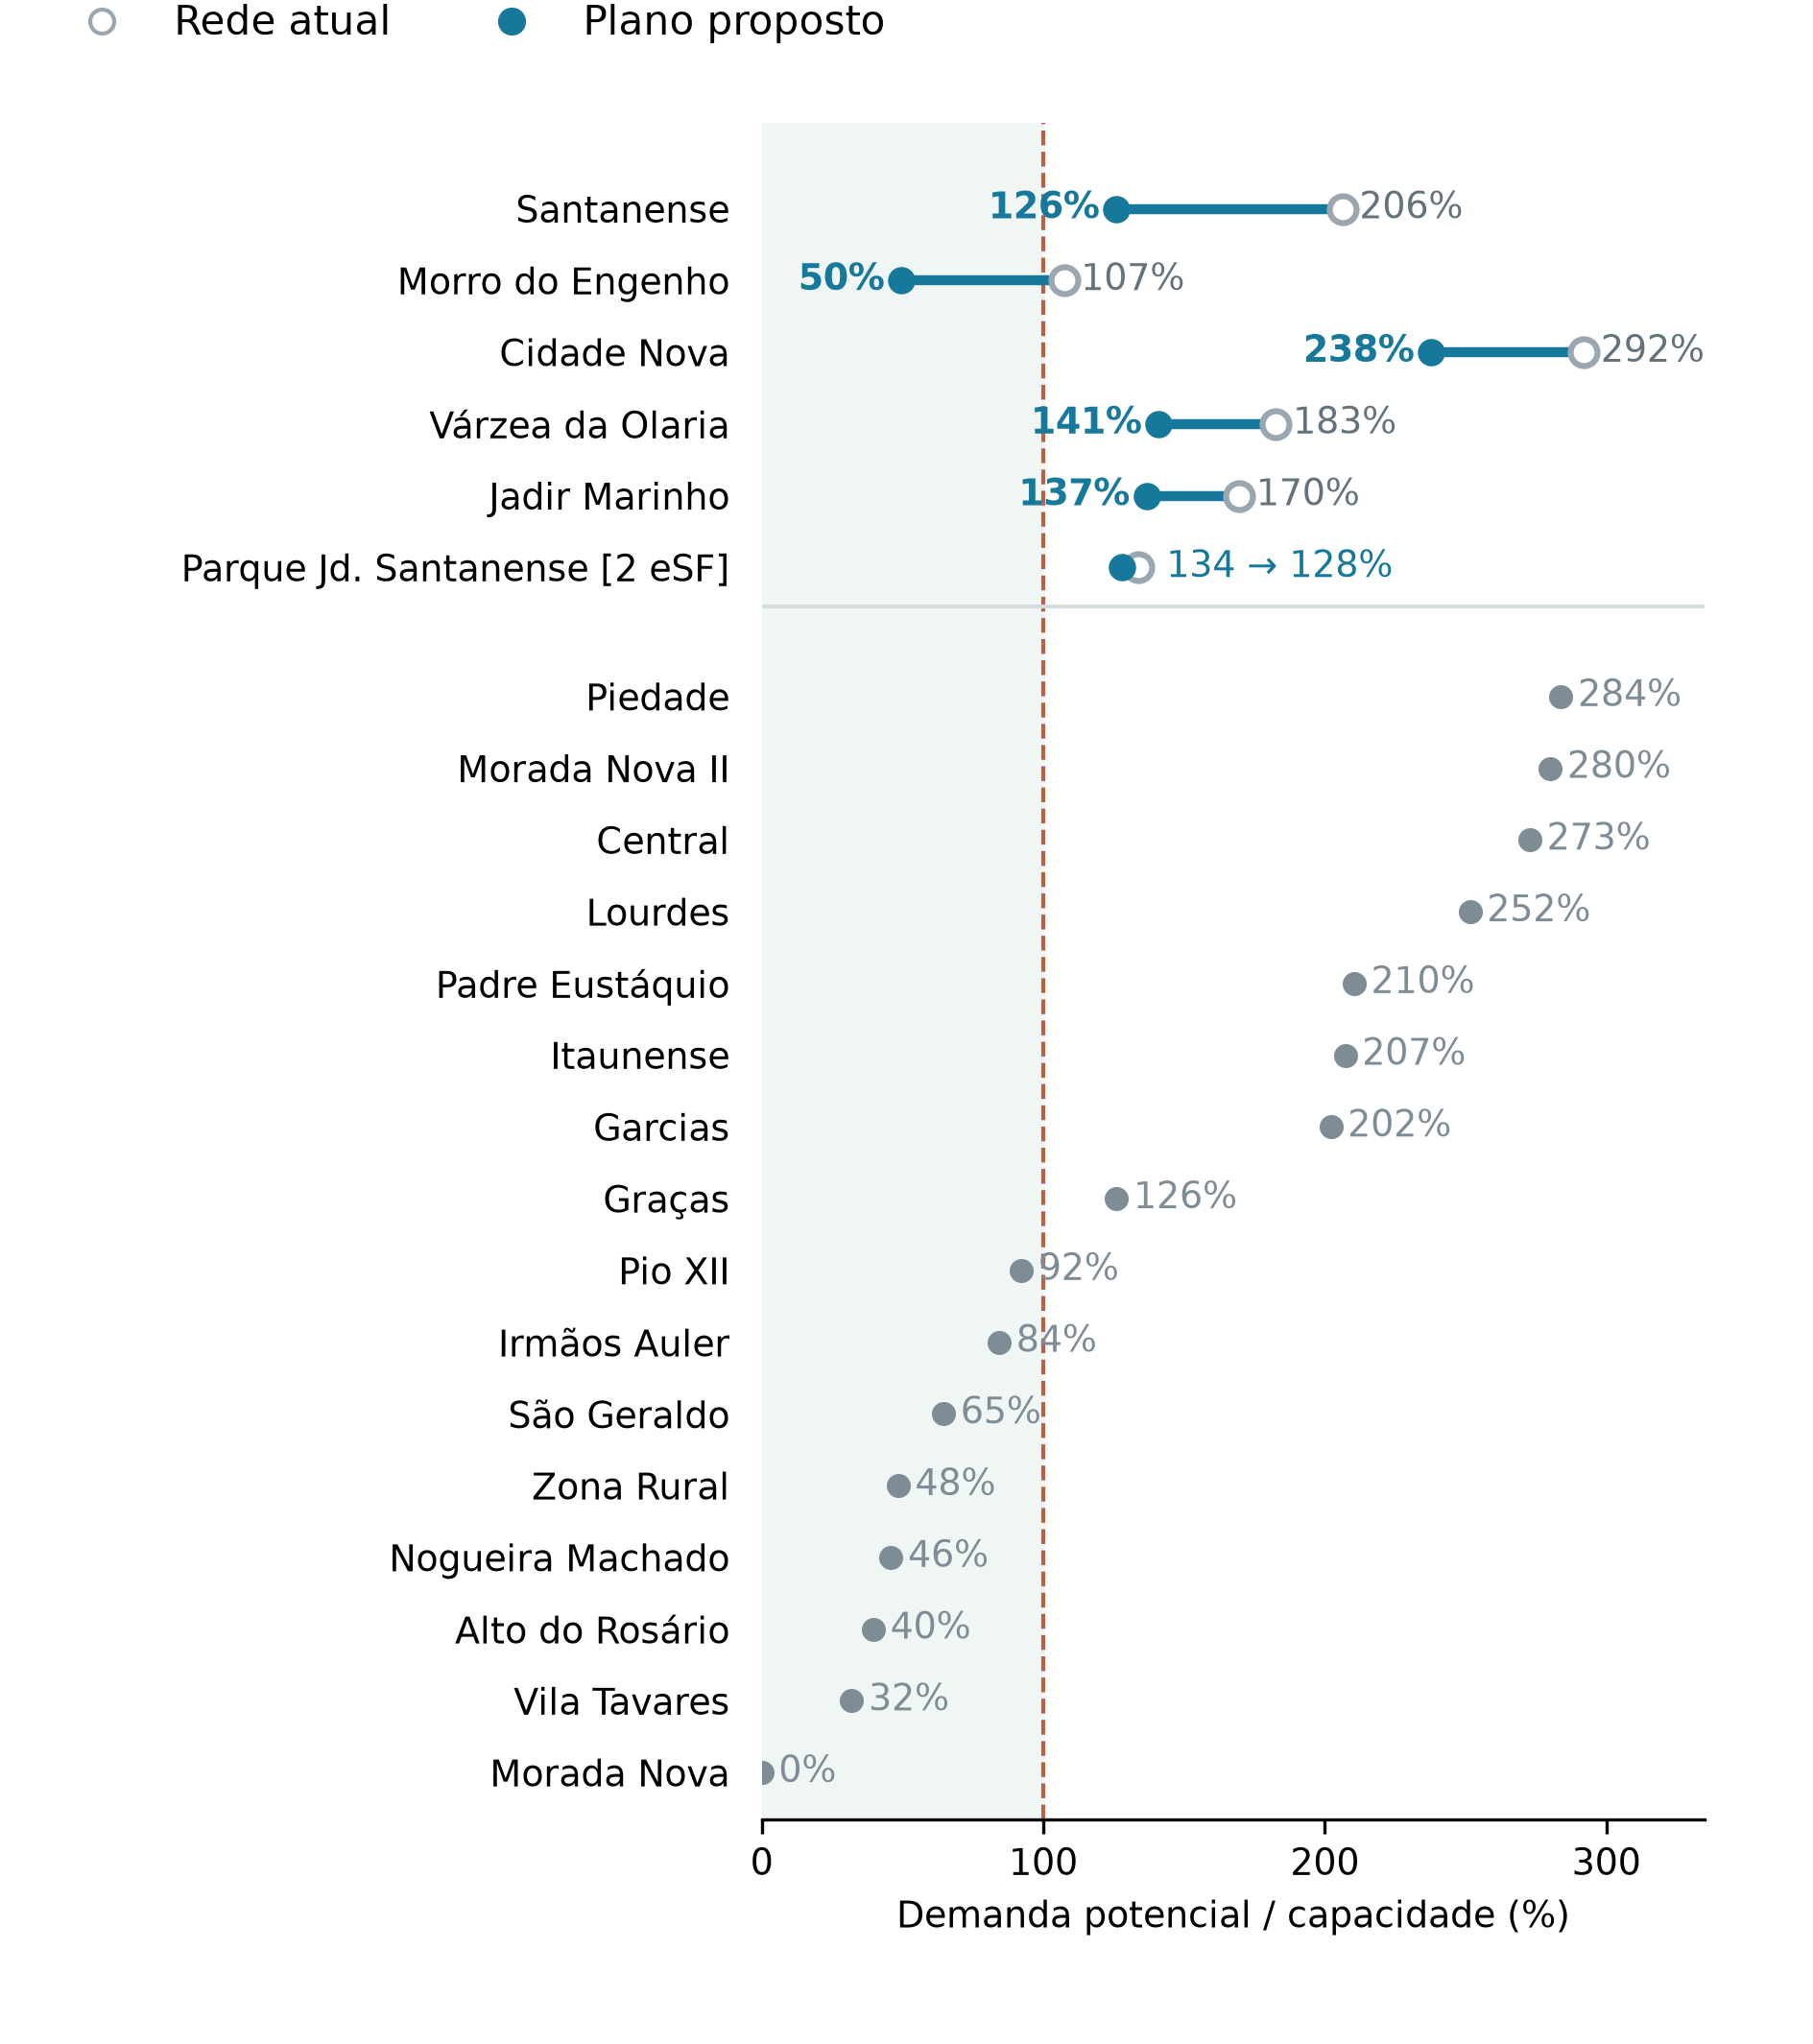 Rede atual Plano proposto
Santanense 126% 206%
Morro do Engenho 50% 107%
Cidade Nova 238% 292%
Várzea da Olaria 141% 183%
Jadir Marinho 137% 170%
Parque Jd. Santanense [2 eSF] 134 → 128%
Piedade 284%
Morada Nova II 280%
Central 273%
Lourdes 252%
Padre Eustáquio 210%
Itaunense 207%
Garcias 202%
Graças 126%
Pio XII 92%
Irmãos Auler 84%
São Geraldo 65%
Zona Rural 48%
Nogueira Machado 46%
Alto do Rosário 40%
Vila Tavares 32%
Morada Nova 0%
0 100 200 300
Demanda potencial / capacidade (%)